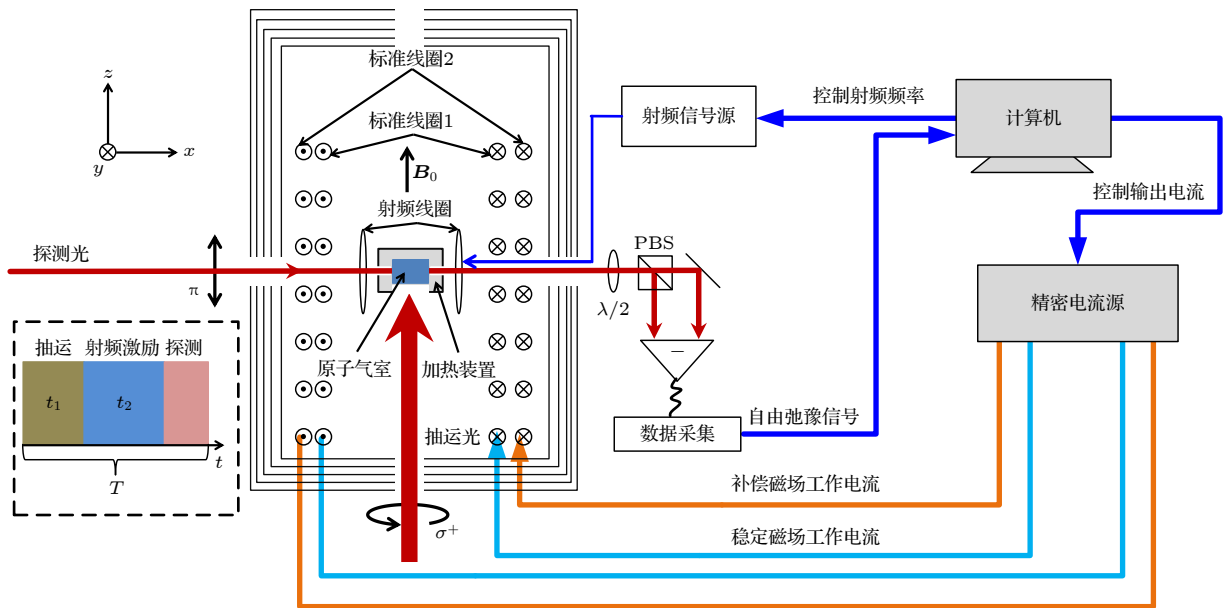 标准线圈2
z
标准线圈1
射频信号源
控制射频频率
计算机
y
x
B₀
控制输出电流
射频线圈
探测光
PBS
π
λ/2
精密电流源
抽运 射频激励 探测
原子气室
加热装置
−
t₁ t₂
抽运光
数据采集
自由弛豫信号
t
T
补偿磁场工作电流
σ⁺
稳定磁场工作电流